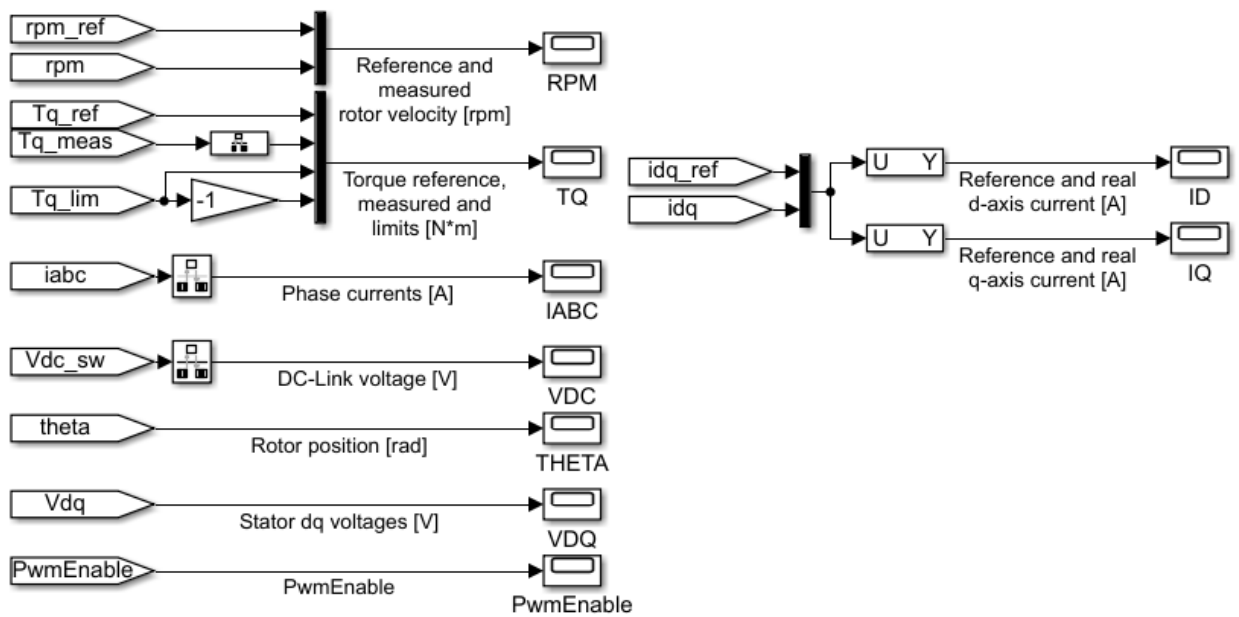 rpm_ref
rpm
Reference and
measured
rotor velocity [rpm]
RPM
Tq_ref
Tq_meas
Tq_lim
-1
Torque reference,
measured and
limits [N*m]
TQ
iabc
Phase currents [A]
IABC
Vdc_sw
DC-Link voltage [V]
VDC
theta
Rotor position [rad]
THETA
Vdq
Stator dq voltages [V]
VDQ
PwmEnable
PwmEnable
PwmEnable
idq_ref
idq
U Y
Reference and real
d-axis current [A]
ID
U Y
Reference and real
q-axis current [A]
IQ